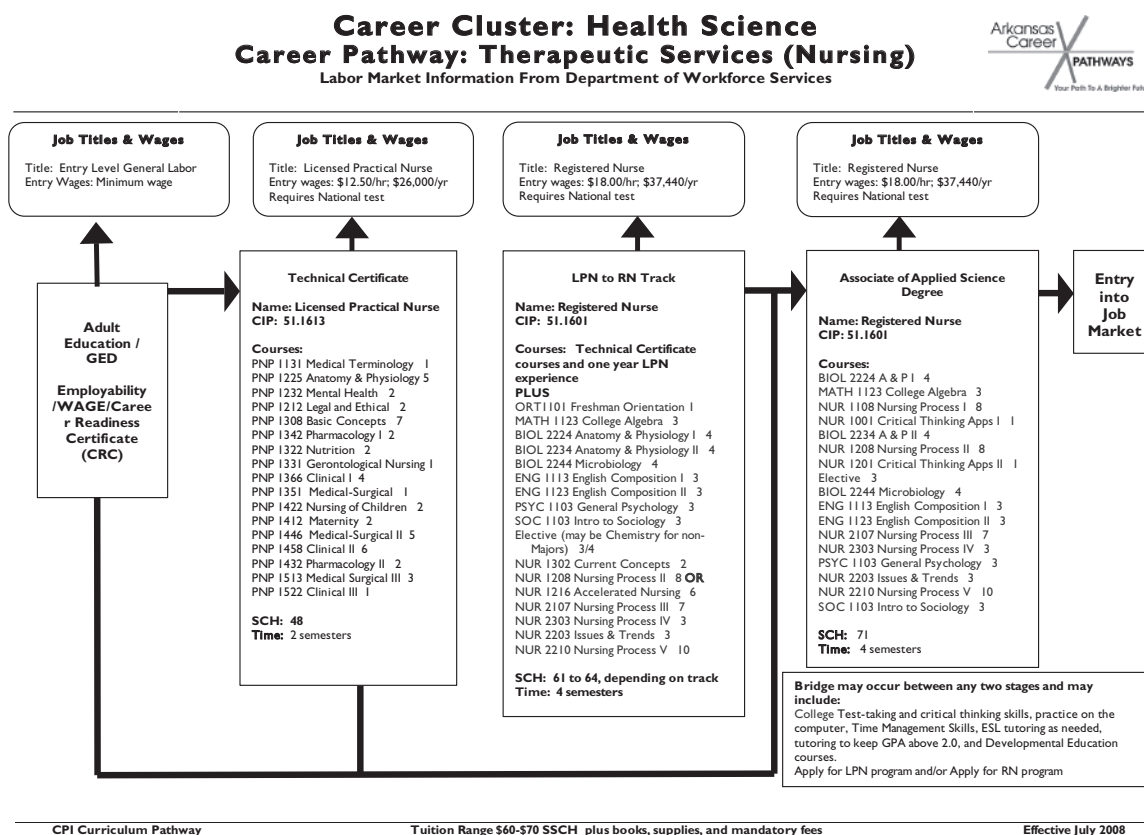 Career Cluster: Health Science
Career Pathway: Therapeutic Services (Nursing)
Labor Market Information From Department of Workforce Services
Arkansas
Career
PATHWAYS
Your Path To A Brighter Futu
Job Titles & Wages
Title: Entry Level General Labor
Entry Wages: Minimum wage
Job Titles & Wages
Title: Licensed Practical Nurse
Entry wages: $12.50/hr; $26,000/yr
Requires National test
Job Titles & Wages
Title: Registered Nurse
Entry wages: $18.00/hr; $37,440/yr
Requires National test
Job Titles & Wages
Title: Registered Nurse
Entry wages: $18.00/hr; $37,440/yr
Requires National test
Adult
Education /
GED
Employability
/WAGE/Caree
r Readiness
Certificate
(CRC)
Technical Certificate
Name: Licensed Practical Nurse
CIP: 51.1613
Courses:
PNP 1131 Medical Terminology 1
PNP 1225 Anatomy & Physiology 5
PNP 1232 Mental Health 2
PNP 1212 Legal and Ethical 2
PNP 1308 Basic Concepts 7
PNP 1342 Pharmacology I 2
PNP 1322 Nutrition 2
PNP 1331 Gerontological Nursing 1
PNP 1366 Clinical I 4
PNP 1351 Medical-Surgical 1
PNP 1422 Nursing of Children 2
PNP 1412 Maternity 2
PNP 1446 Medical-Surgical II 5
PNP 1458 Clinical II 6
PNP 1432 Pharmacology II 2
PNP 1513 Medical Surgical III 3
PNP 1522 Clinical III 1
SCH: 48
Time: 2 semesters
LPN to RN Track
Name: Registered Nurse
CIP: 51.1601
Courses: Technical Certificate
courses and one year LPN
experience
PLUS
ORT1101 Freshman Orientation 1
MATH 1123 College Algebra 3
BIOL 2224 Anatomy & Physiology I 4
BIOL 2234 Anatomy & Physiology II 4
BIOL 2244 Microbiology 4
ENG 1113 English Composition I 3
ENG 1123 English Composition II 3
PSYC 1103 General Psychology 3
SOC 1103 Intro to Sociology 3
Elective (may be Chemistry for non-
Majors) 3/4
NUR 1302 Current Concepts 2
NUR 1208 Nursing Process II 8 OR
NUR 1216 Accelerated Nursing 6
NUR 2107 Nursing Process III 7
NUR 2303 Nursing Process IV 3
NUR 2203 Issues & Trends 3
NUR 2210 Nursing Process V 10
SCH: 61 to 64, depending on track
Time: 4 semesters
Associate of Applied Science
Degree
Name: Registered Nurse
CIP: 51.1601
Courses:
BIOL 2224 A & P I 4
MATH 1123 College Algebra 3
NUR 1108 Nursing Process I 8
NUR 1001 Critical Thinking Apps I 1
BIOL 2234 A & P II 4
NUR 1208 Nursing Process II 8
NUR 1201 Critical Thinking Apps II 1
Elective 3
BIOL 2244 Microbiology 4
ENG 1113 English Composition I 3
ENG 1123 English Composition II 3
NUR 2107 Nursing Process III 7
NUR 2303 Nursing Process IV 3
PSYC 1103 General Psychology 3
NUR 2203 Issues & Trends 3
NUR 2210 Nursing Process V 10
SOC 1103 Intro to Sociology 3
SCH: 71
Time: 4 semesters
Entry
into
Job
Market
Bridge may occur between any two stages and may
include:
College Test-taking and critical thinking skills, practice on the
computer, Time Management Skills, ESL tutoring as needed,
tutoring to keep GPA above 2.0, and Developmental Education
courses.
Apply for LPN program and/or Apply for RN program
CPI Curriculum Pathway
Tuition Range $60-$70 SSCH plus books, supplies, and mandatory fees
Effective July 2008